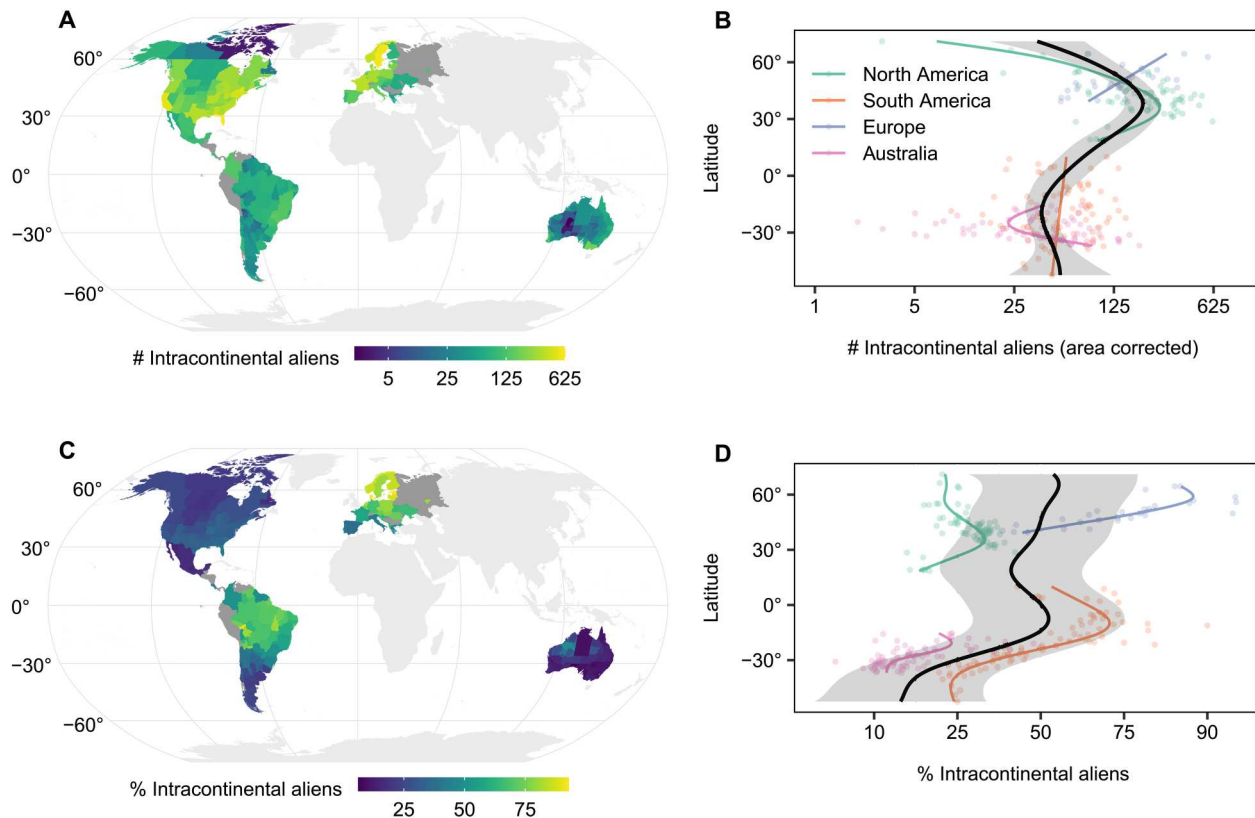 A
60°
30°
0°
−30°
−60°
# Intracontinental aliens
5 25 125 625
B
Latitude
60°
30°
0°
−30°
North America
South America
Europe
Australia
1 5 25 125 625
# Intracontinental aliens (area corrected)
C
60°
30°
0°
−30°
−60°
% Intracontinental aliens
25 50 75
D
Latitude
60°
30°
0°
−30°
10 25 50 75 90
% Intracontinental aliens